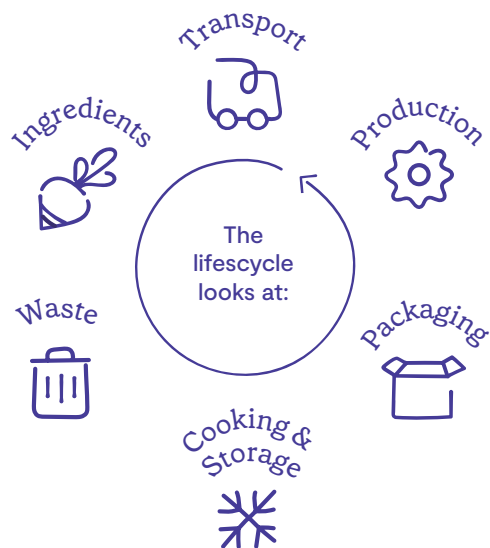 Transport
Ingredients
Production
The
lifescycle
looks at:
Waste
Packaging
Cooking &
Storage